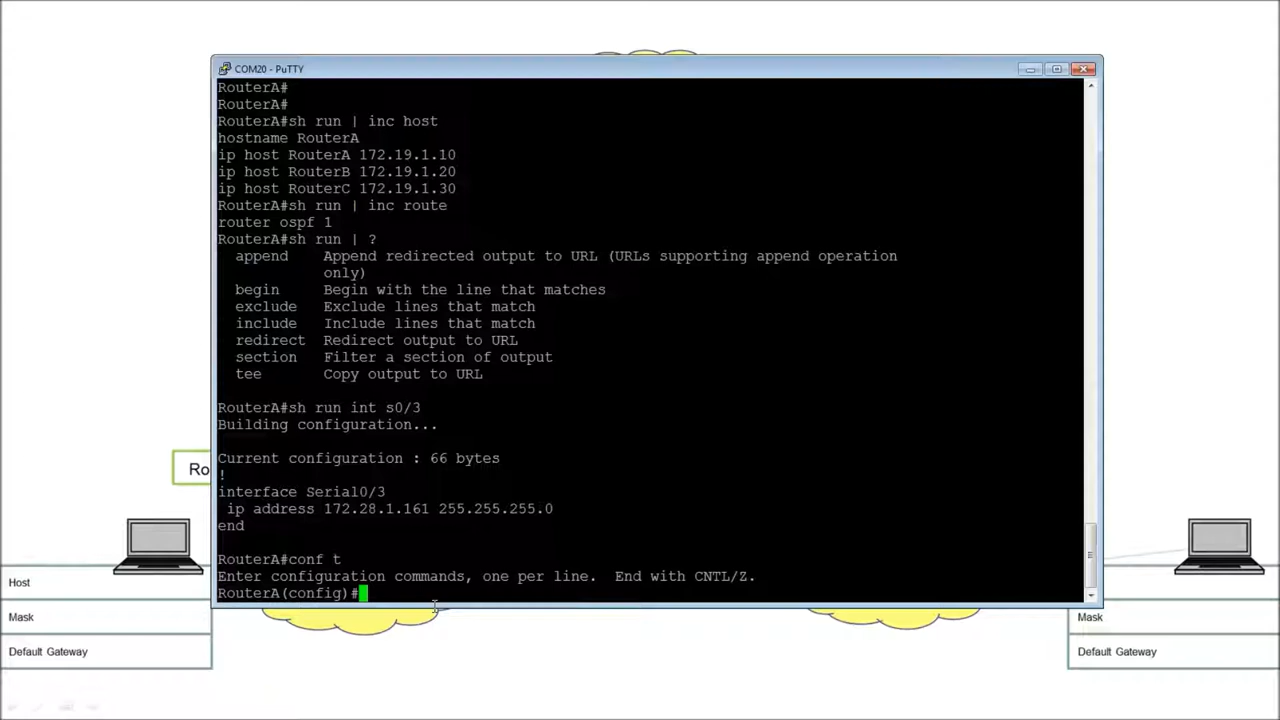 COM20 - PuTTY
RouterA#
RouterA#
RouterA#sh run | inc host
hostname RouterA
ip host RouterA 172.19.1.10
ip host RouterB 172.19.1.20
ip host RouterC 172.19.1.30
RouterA#sh run | inc route
router ospf 1
RouterA#sh run | ?
append Append redirected output to URL (URLs supporting append operation
only)
begin Begin with the line that matches
exclude Exclude lines that match
include Include lines that match
redirect Redirect output to URL
section Filter a section of output
tee Copy output to URL
RouterA#sh run int s0/3
Building configuration...
Current configuration : 66 bytes
!
interface Serial0/3
ip address 172.28.1.161 255.255.255.0
end
RouterA#conf t
Enter configuration commands, one per line. End with CNTL/Z.
RouterA(config)#
Ro
Host
Mask
Default Gateway
Mask
Default Gateway